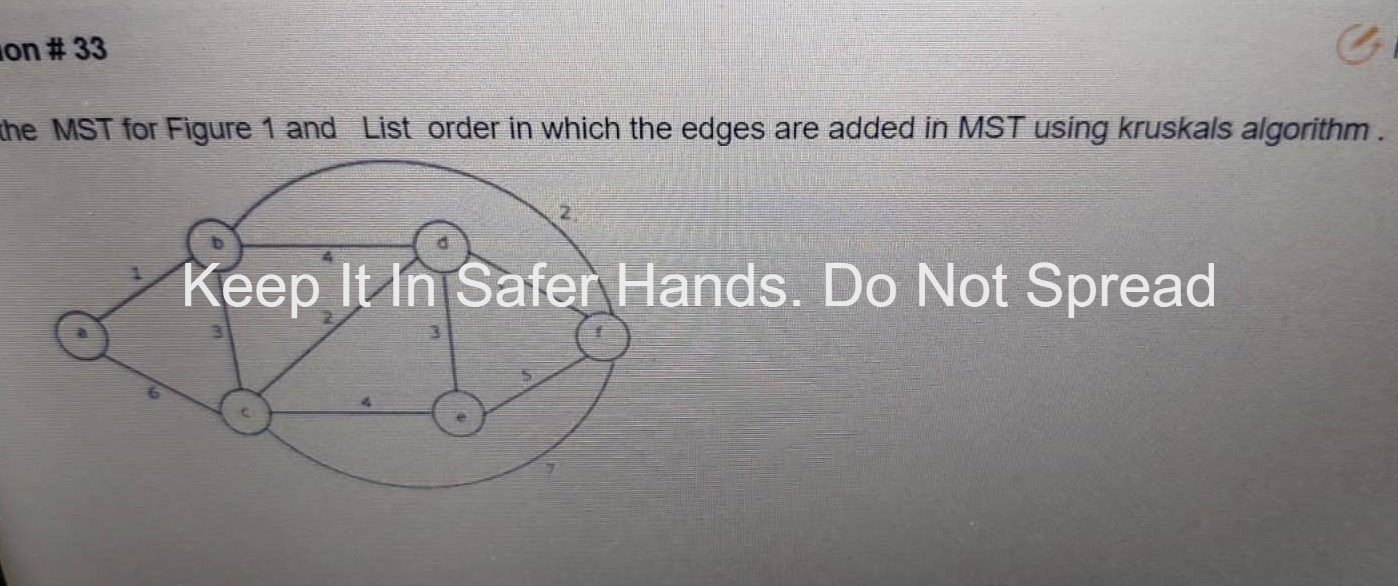 ion # 33
the MST for Figure 1 and List order in which the edges are added in MST using kruskals algorithm .
2.
b
d
4
1
Keep It In Safer Hands. Do Not Spread
2
a
3
3
f
5
6
4
c
e
7